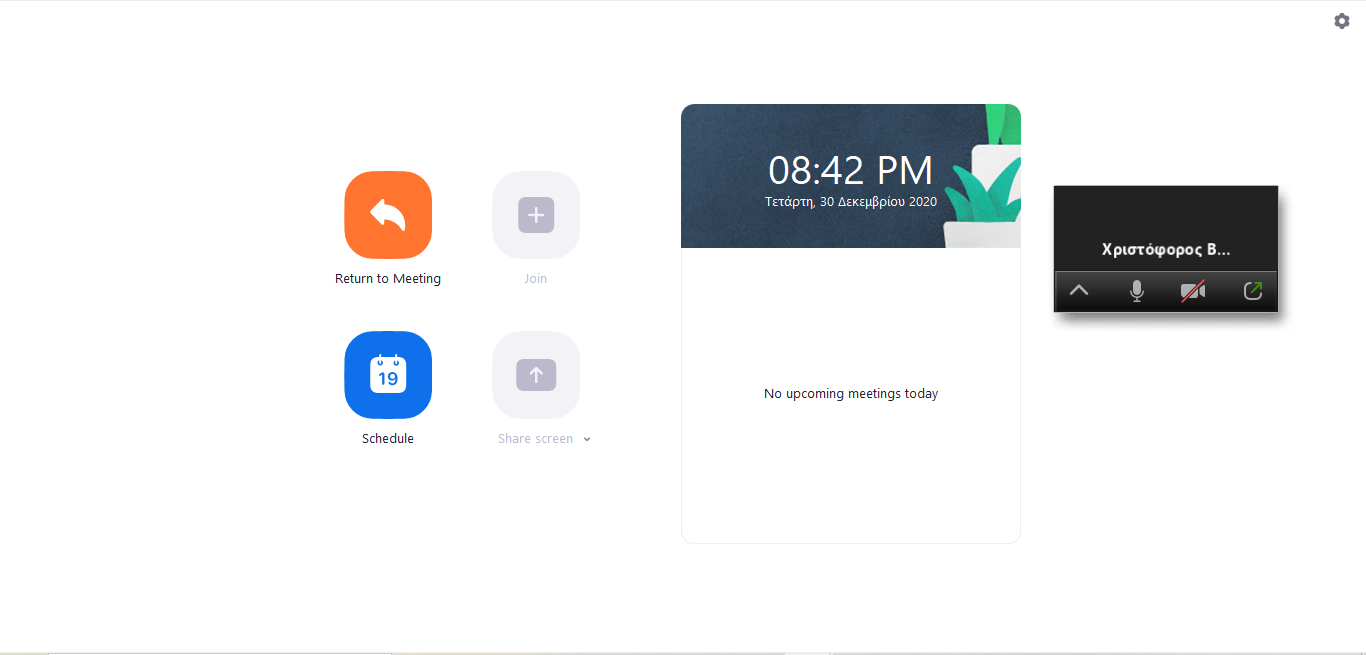 08:42 PM
Τετάρτη, 30 Δεκεμβρίου 2020
Χριστόφορος Β...
Return to Meeting
Join
19
Schedule
Share screen
No upcoming meetings today